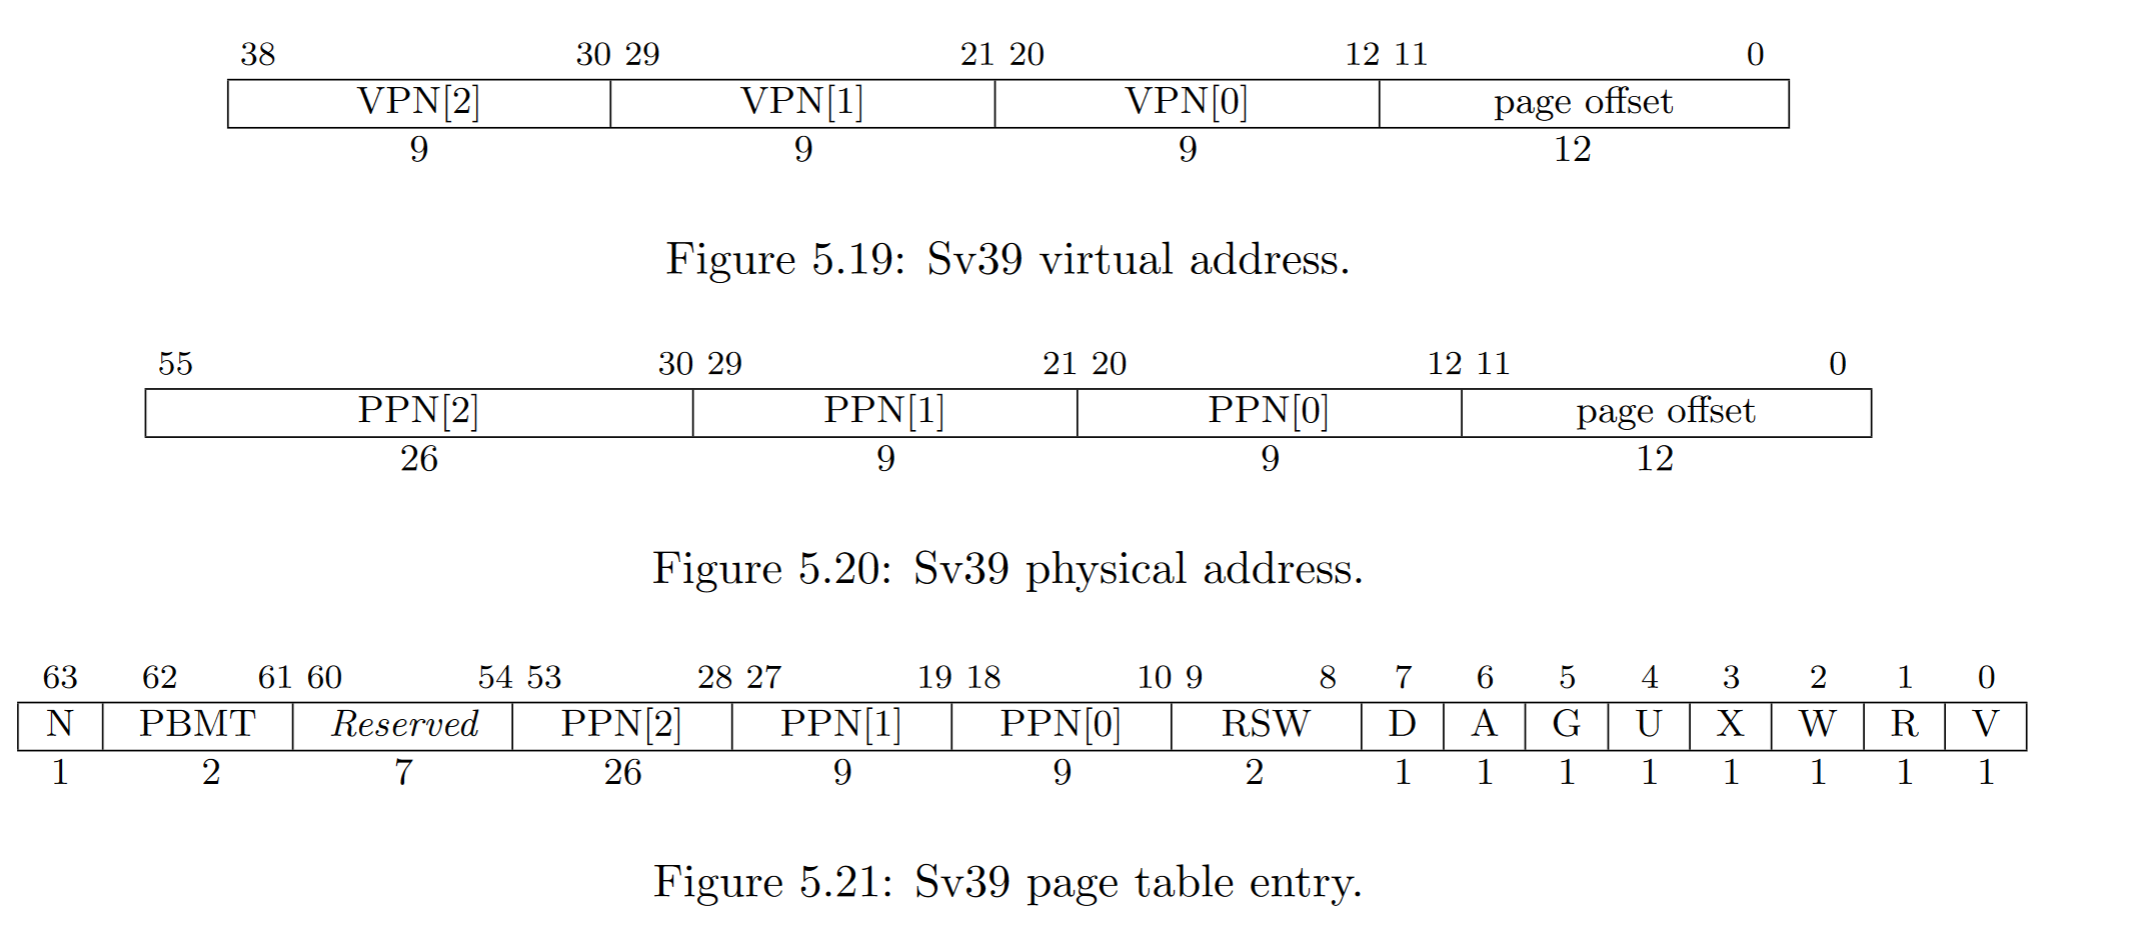 38 30 29 21 20 12 11 0
VPN[2] VPN[1] VPN[0] page offset
9 9 9 12
Figure 5.19: Sv39 virtual address.
55 30 29 21 20 12 11 0
PPN[2] PPN[1] PPN[0] page offset
26 9 9 12
Figure 5.20: Sv39 physical address.
63 62 61 60 54 53 28 27 19 18 10 9 8 7 6 5 4 3 2 1 0
N PBMT Reserved PPN[2] PPN[1] PPN[0] RSW D A G U X W R V
1 2 7 26 9 9 2 1 1 1 1 1 1 1 1
Figure 5.21: Sv39 page table entry.